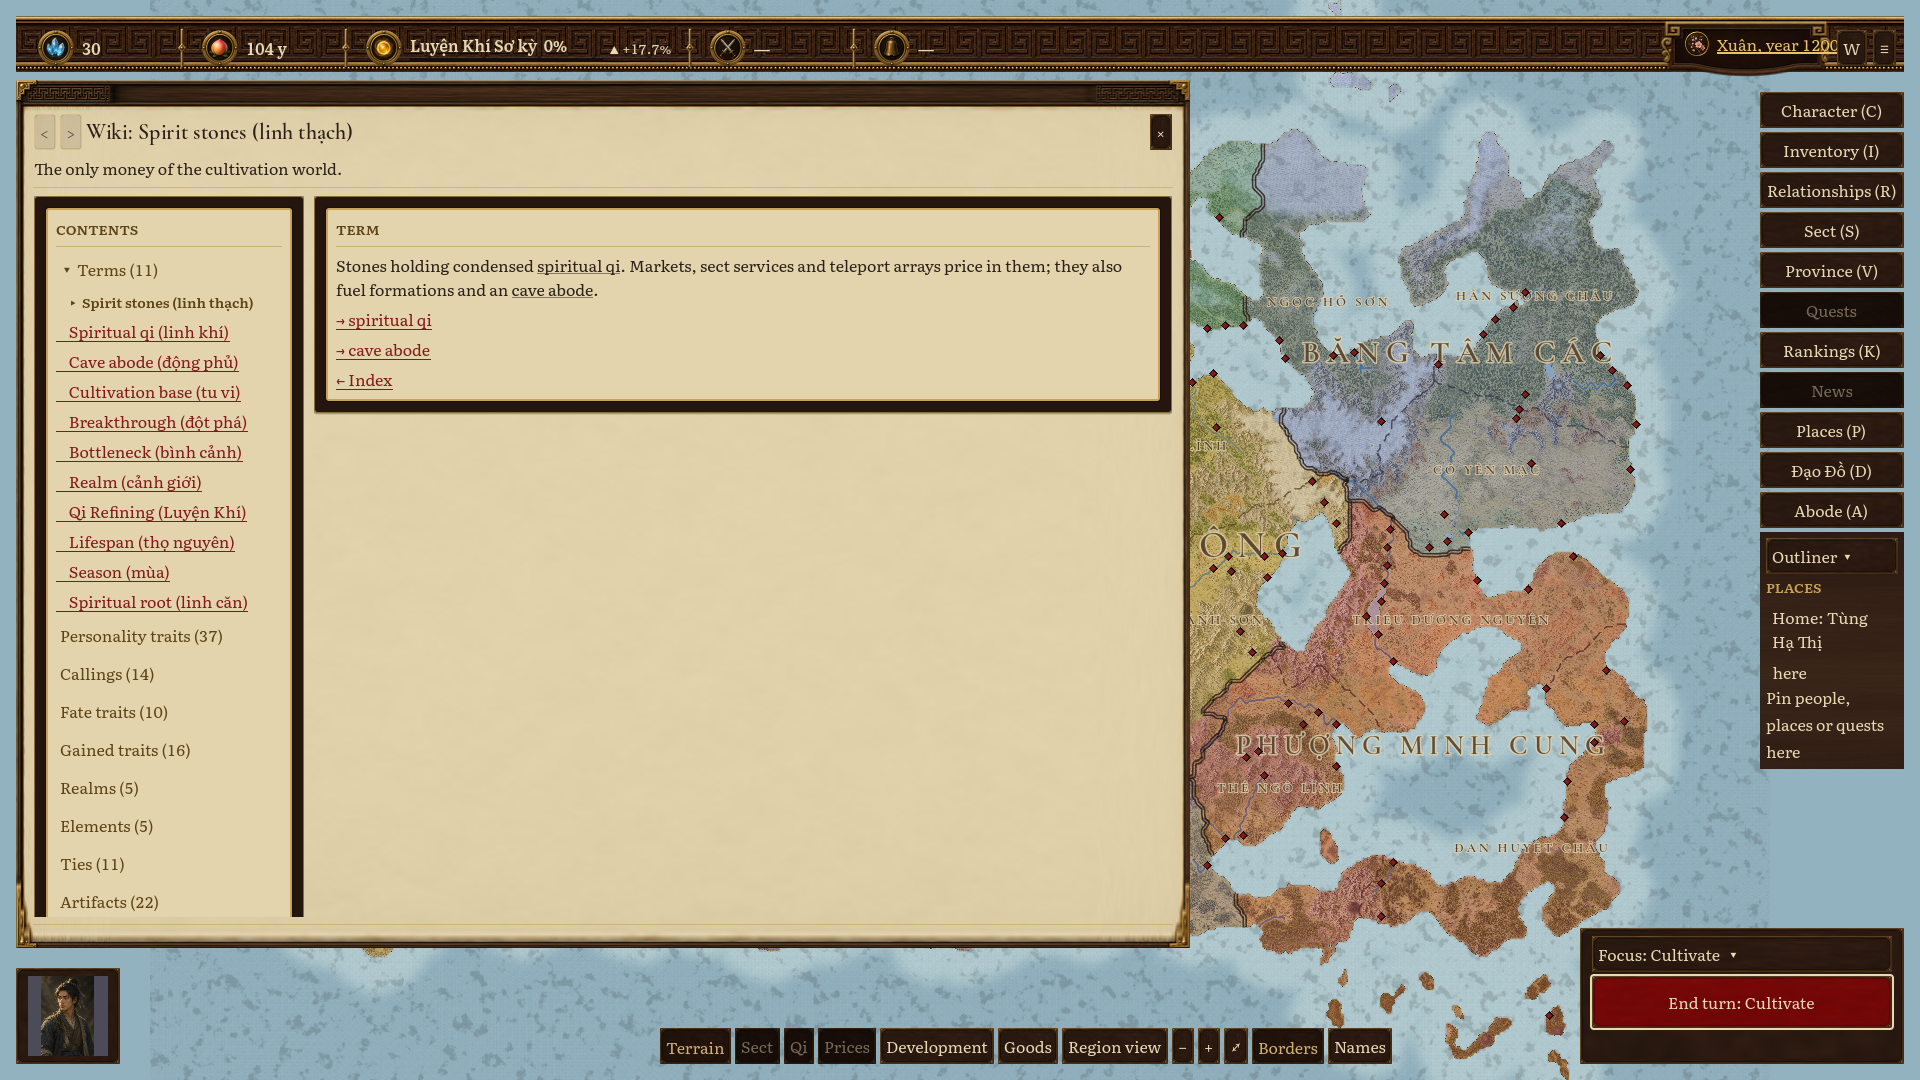 30
104 y
Luyện Khí Sơ kỳ 0%
▲ +17.7%
—
—
Xuân, year 1200
W
≡
< > Wiki: Spirit stones (linh thạch)
×
The only money of the cultivation world.
CONTENTS
▾ Terms (11)
▸ Spirit stones (linh thạch)
Spiritual qi (linh khí)
Cave abode (động phủ)
Cultivation base (tu vi)
Breakthrough (đột phá)
Bottleneck (bình cảnh)
Realm (cảnh giới)
Qi Refining (Luyện Khí)
Lifespan (thọ nguyên)
Season (mùa)
Spiritual root (linh căn)
Personality traits (37)
Callings (14)
Fate traits (10)
Gained traits (16)
Realms (5)
Elements (5)
Ties (11)
Artifacts (22)
TERM
Stones holding condensed spiritual qi. Markets, sect services and teleport arrays price in them; they also
fuel formations and an cave abode.
→ spiritual qi
→ cave abode
← Index
NGỌC HỒ SƠN
HÀN SƯƠNG CHÂU
BĂNG TÂM CÁC
LĨNH
CÔ YÊN MẠC
ÔNG
ANH SƠN
TRIỀU DƯƠNG NGUYÊN
PHƯỢNG MINH CUNG
THÊ NGÔ LĨNH
ĐAN HUYỆT CHÂU
Character (C)
Inventory (I)
Relationships (R)
Sect (S)
Province (V)
Quests
Rankings (K)
News
Places (P)
Đạo Đồ (D)
Abode (A)
Outliner ▾
PLACES
Home: Tùng
Hạ Thị
here
Pin people,
places or quests
here
Focus: Cultivate ▾
End turn: Cultivate
Terrain Sect Qi Prices Development Goods Region view − + ⤢ Borders Names